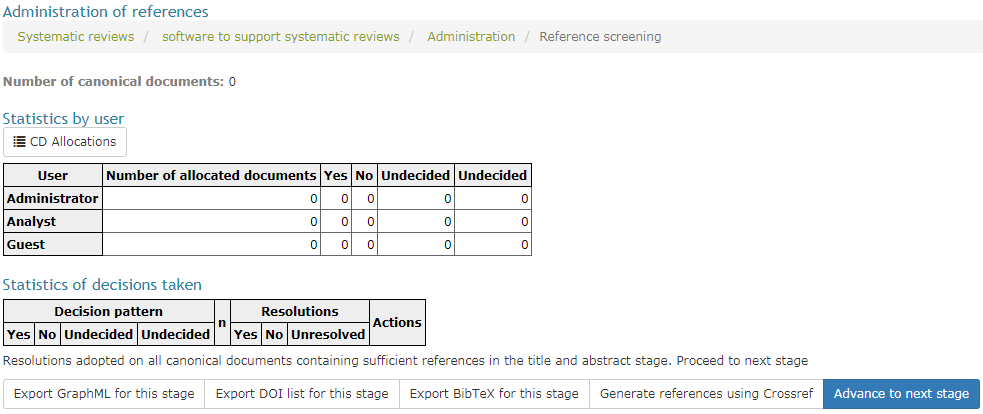 Administration of references
Systematic reviews / software to support systematic reviews / Administration / Reference screening
Number of canonical documents: 0
Statistics by user
CD Allocations
User Number of allocated documents Yes No Undecided Undecided
Administrator 0 0 0 0 0
Analyst 0 0 0 0 0
Guest 0 0 0 0 0
Statistics of decisions taken
Decision pattern n Resolutions Actions
Yes No Undecided Undecided Yes No Unresolved
Resolutions adopted on all canonical documents containing sufficient references in the title and abstract stage. Proceed to next stage
Export GraphML for this stage Export DOI list for this stage Export BibTeX for this stage Generate references using Crossref Advance to next stage